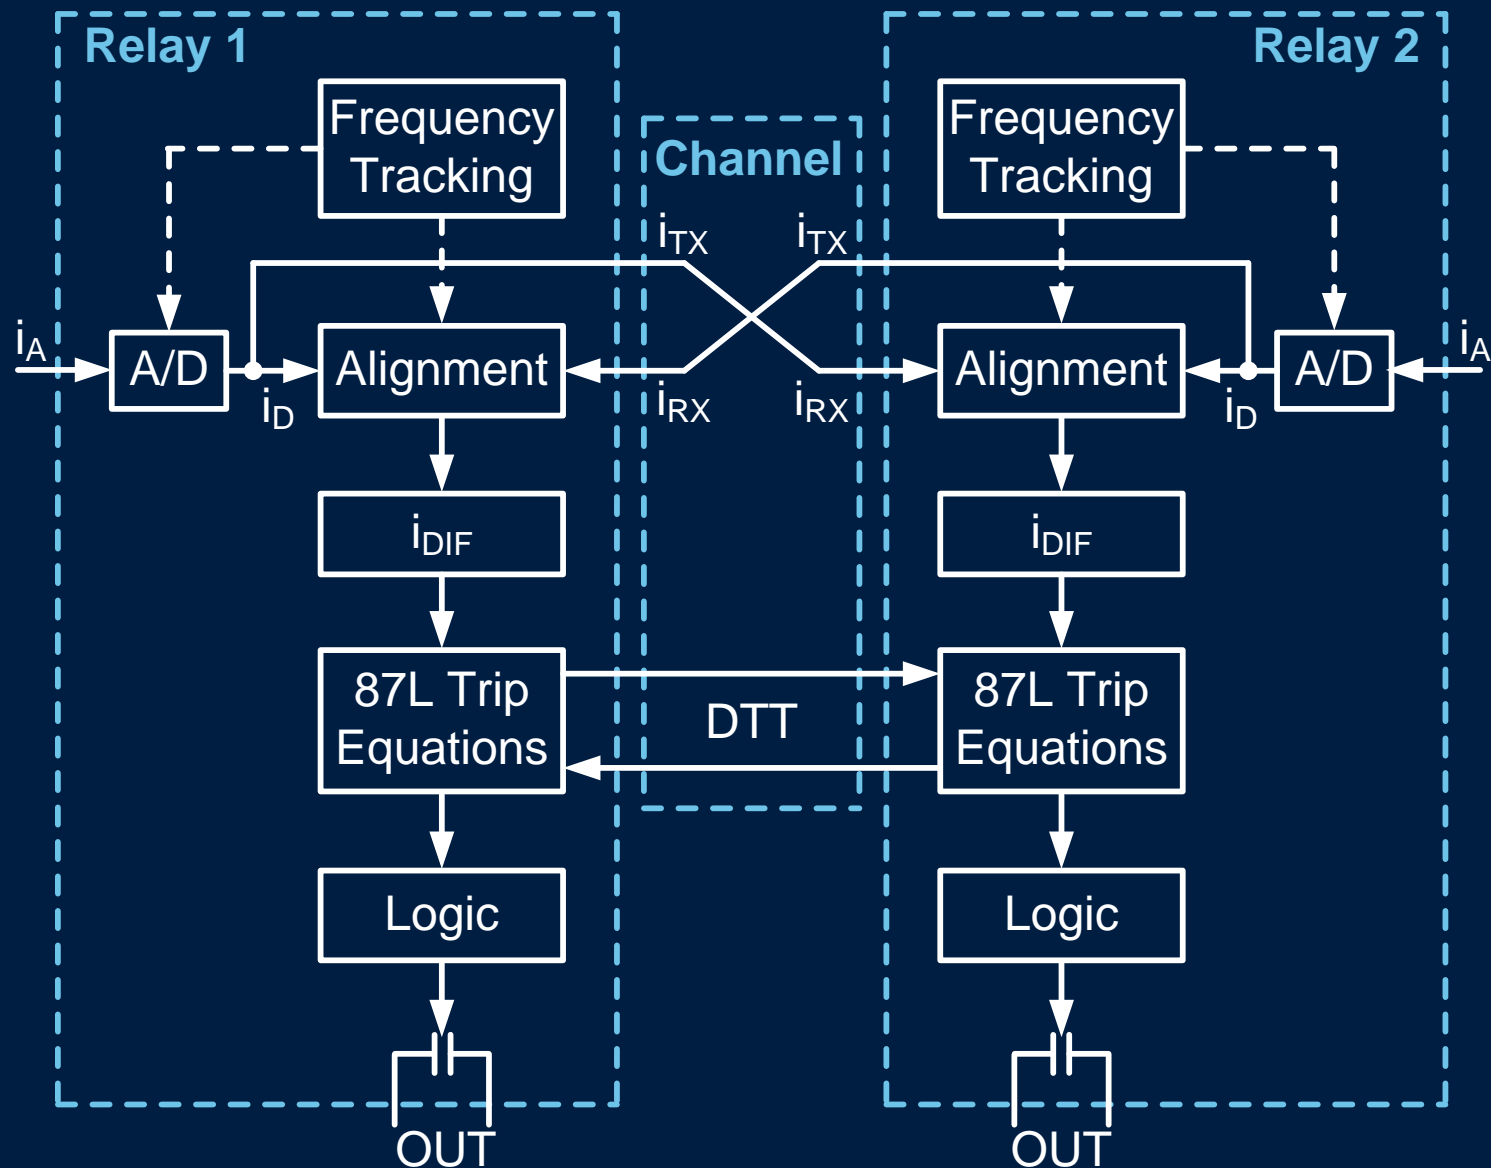 Relay 1
Relay 2
Frequency
Tracking
Channel
Frequency
Tracking
iTX
iTX
iA
A/D
Alignment
Alignment
A/D
iA
iD
iRX
iRX
iD
iDIF
iDIF
87L Trip
Equations
DTT
87L Trip
Equations
Logic
Logic
OUT
OUT